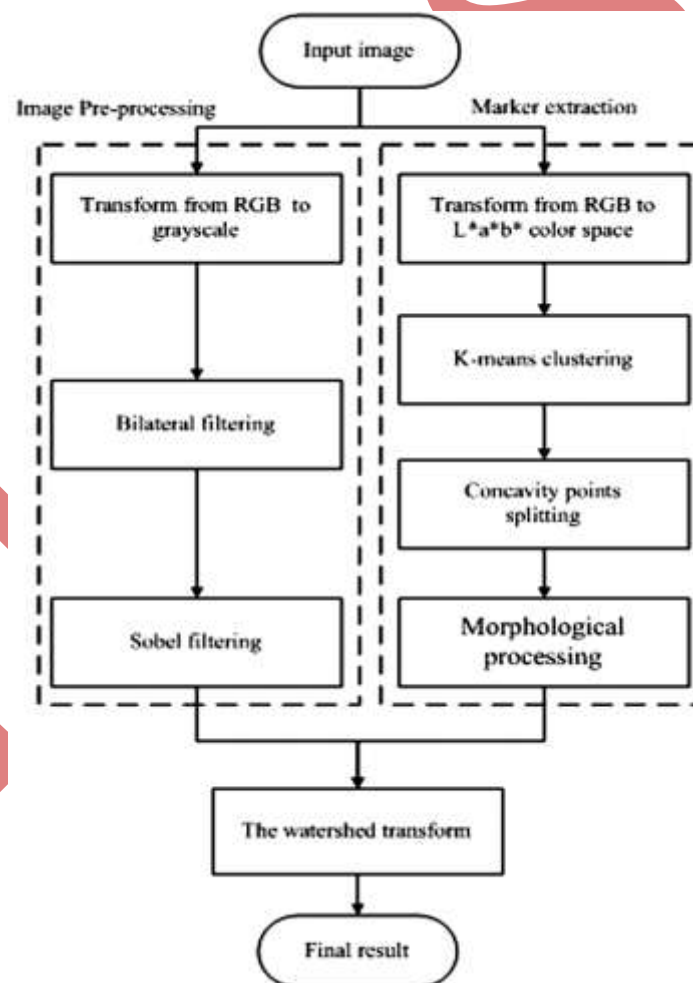 Input image
Image Pre-processing
Marker extraction
Transform from RGB to
grayscale
Bilateral filtering
Sobel filtering
Transform from RGB to
L*a*b* color space
K-means clustering
Concavity points
splitting
Morphological
processing
The watershed transform
Final result